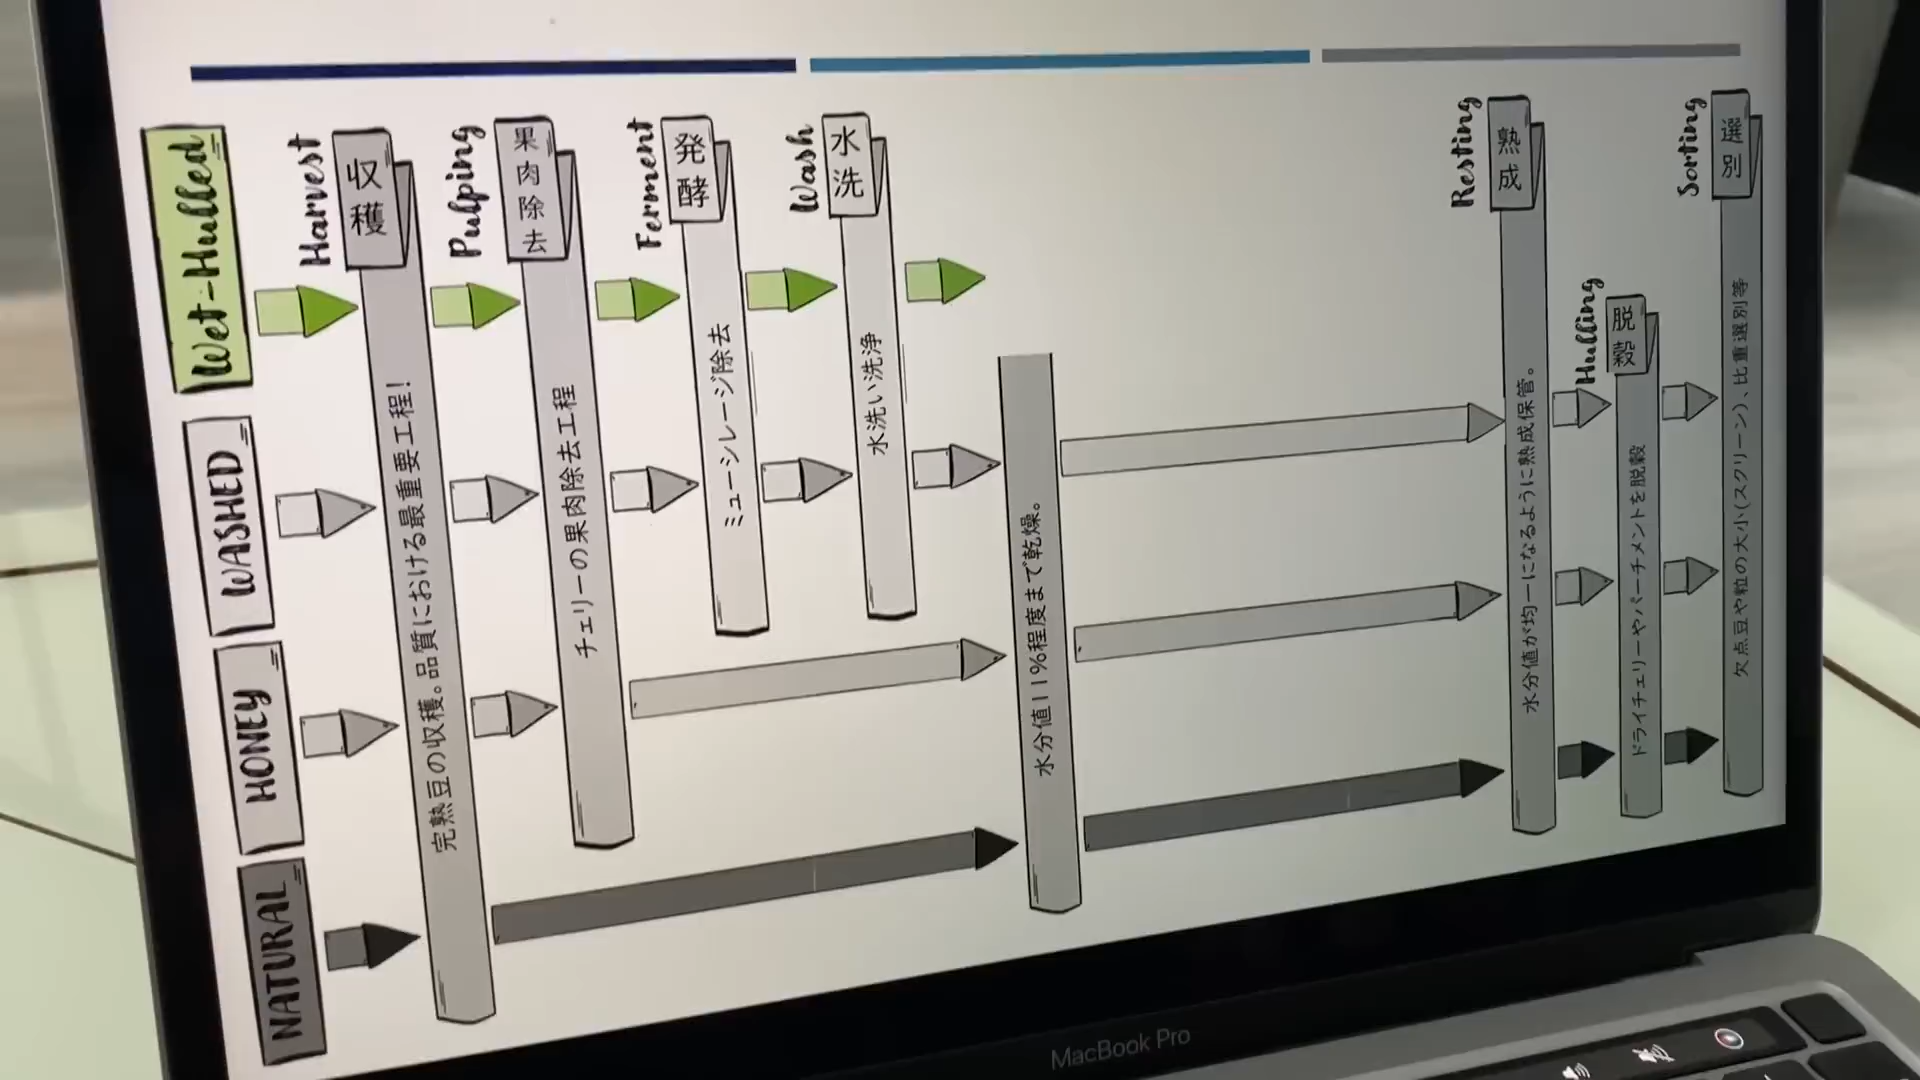 Wet-Hulled
WASHED
HONEY
NATURAL
Harvest
収穫
完熟豆の収穫。品質における最重要工程!
Pulping
果肉除去
チェリーの果肉除去工程
Ferment
発酵
ミューシレージ除去
Wash
水洗
水洗い洗浄
水分値11%程度まで乾燥。
Resting
熟成
水分値が均一になるように熟成保管。
Hulling
脱穀
ドライチェリーやパーチメントを脱穀
Sorting
選別
欠点豆や粒の大小(スクリーン)、比重選別等
MacBook Pro